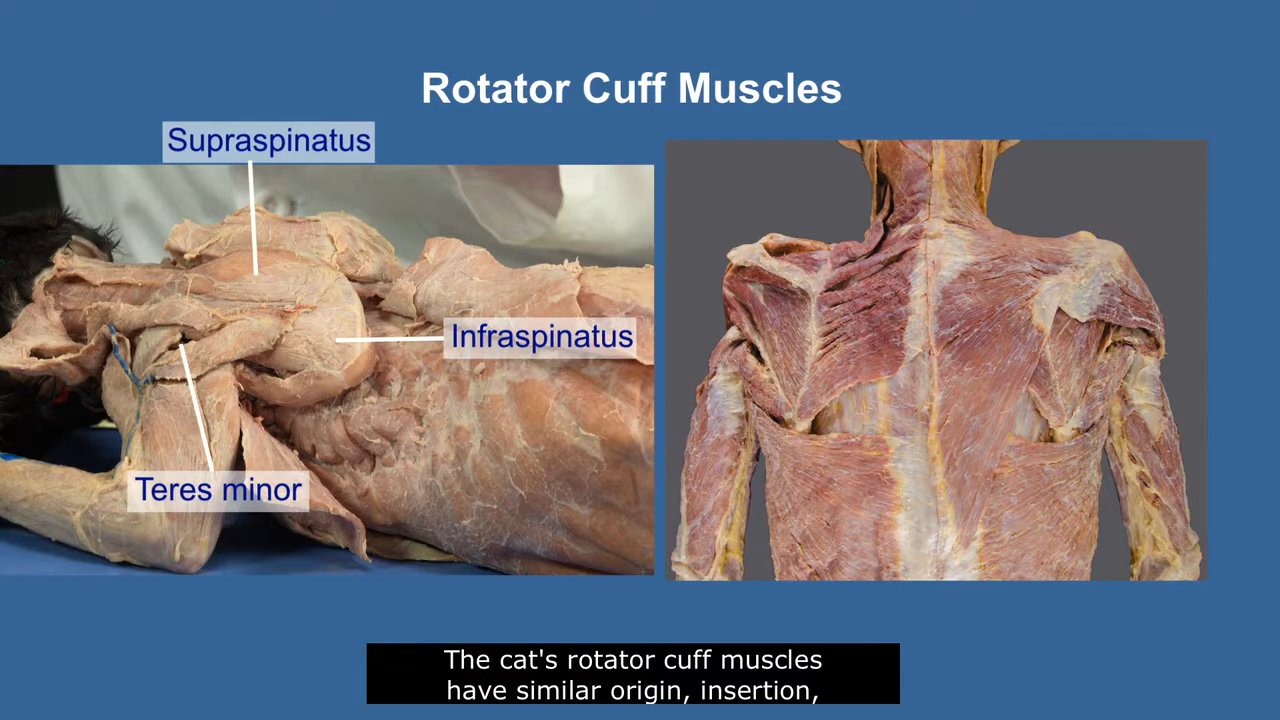 Rotator Cuff Muscles
Supraspinatus
Infraspinatus
Teres minor
The cat's rotator cuff muscles
have similar origin, insertion,